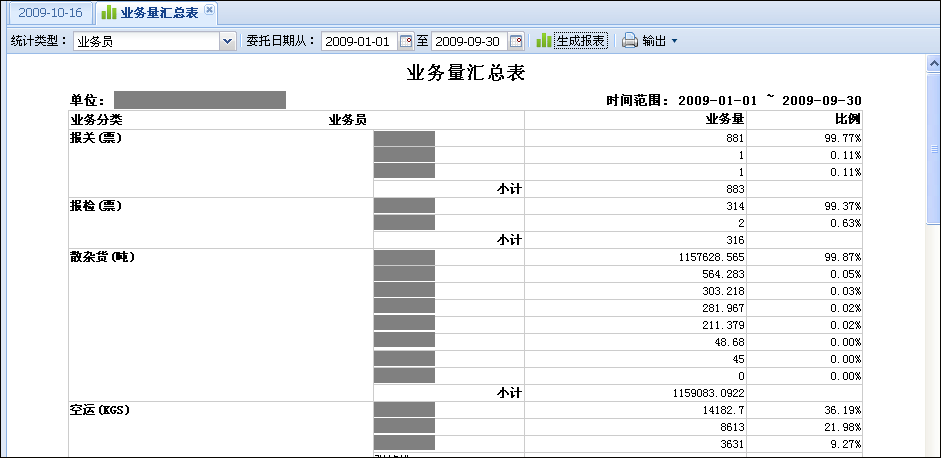 2009-10-16 业务量汇总表
统计类型： 业务员 委托日期从： 2009-01-01 至 2009-09-30 生成报表 输出
业务量汇总表
单位： 时间范围: 2009-01-01 ~ 2009-09-30
业务分类 业务员 业务量 比例
报关(票) 881 99.77%
1 0.11%
1 0.11%
小计 883
报检(票) 314 99.37%
2 0.63%
小计 316
散杂货(吨) 1157628.565 99.87%
564.283 0.05%
303.218 0.03%
281.967 0.02%
211.379 0.02%
48.68 0.00%
45 0.00%
0 0.00%
小计 1159083.0922
空运(KGS) 14182.7 36.19%
8613 21.98%
3631 9.27%